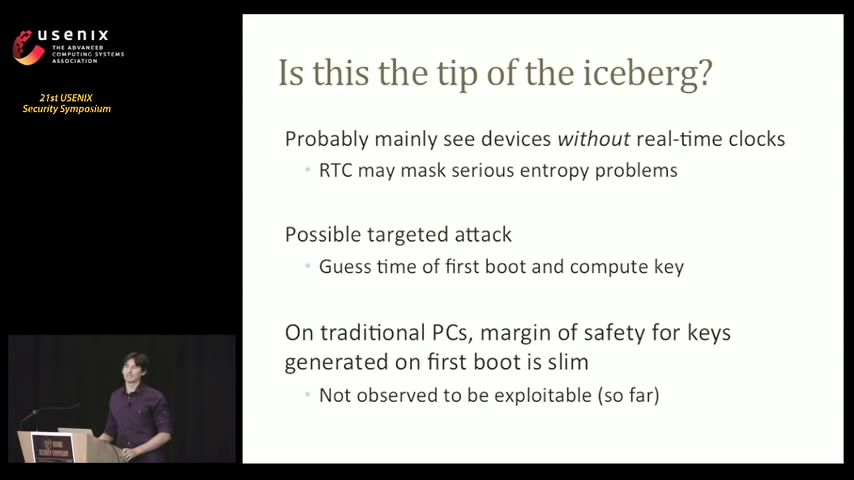 usenix
THE ADVANCED
COMPUTING SYSTEMS
ASSOCIATION
21st USENIX
Security Symposium
Is this the tip of the iceberg?
Probably mainly see devices without real-time clocks
• RTC may mask serious entropy problems
Possible targeted attack
• Guess time of first boot and compute key
On traditional PCs, margin of safety for keys
generated on first boot is slim
• Not observed to be exploitable (so far)
USENIX
SECURITY SYMPOSIUM